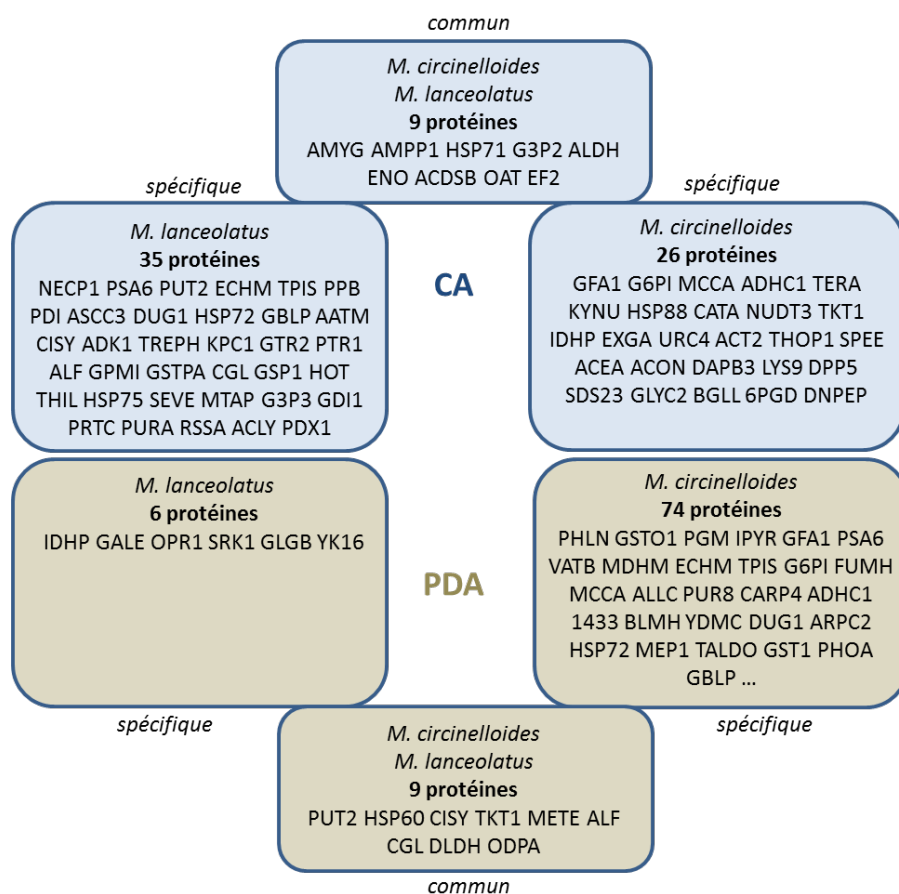 commun
M. circinelloides
M. lanceolatus
9 protéines
AMYG AMPP1 HSP71 G3P2 ALDH
ENO ACDSB OAT EF2
spécifique
M. lanceolatus
35 protéines
NECP1 PSA6 PUT2 ECHM TPIS PPB
PDI ASCC3 DUG1 HSP72 GBLP AATM
CISY ADK1 TREPH KPC1 GTR2 PTR1
ALF GPMI GSTPA CGL GSP1 HOT
THIL HSP75 SEVE MTAP G3P3 GDI1
PRTC PURA RSSA ACLY PDX1
CA
spécifique
M. circinelloides
26 protéines
GFA1 G6PI MCCA ADHC1 TERA
KYNU HSP88 CATA NUDT3 TKT1
IDHP EXGA URC4 ACT2 THOP1 SPEE
ACEA ACON DAPB3 LYS9 DPP5
SDS23 GLYC2 BGLL 6PGD DNPEP
M. lanceolatus
6 protéines
IDHP GALE OPR1 SRK1 GLGB YK16
spécifique
PDA
M. circinelloides
74 protéines
PHLN GSTO1 PGM IPYR GFA1 PSA6
VATB MDHM ECHM TPIS G6PI FUMH
MCCA ALLC PUR8 CARP4 ADHC1
1433 BLMH YDMC DUG1 ARPC2
HSP72 MEP1 TALDO GST1 PHOA
GBLP ...
spécifique
M. circinelloides
M. lanceolatus
9 protéines
PUT2 HSP60 CISY TKT1 METE ALF
CGL DLDH ODPA
commun